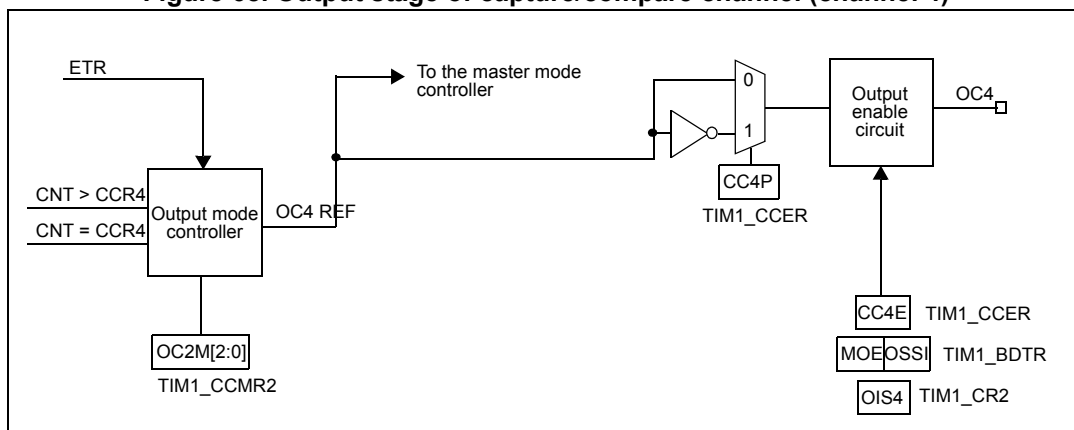 Figure 68. Output stage of capture/compare channel (channel 4)
ETR
To the master mode
controller
0
1
Output
enable
circuit
OC4
CNT > CCR4
CNT = CCR4
Output mode
controller
OC4 REF
CC4P
TIM1_CCER
OC2M[2:0]
TIM1_CCMR2
CC4E
TIM1_CCER
MOE
OSSI
TIM1_BDTR
OIS4
TIM1_CR2